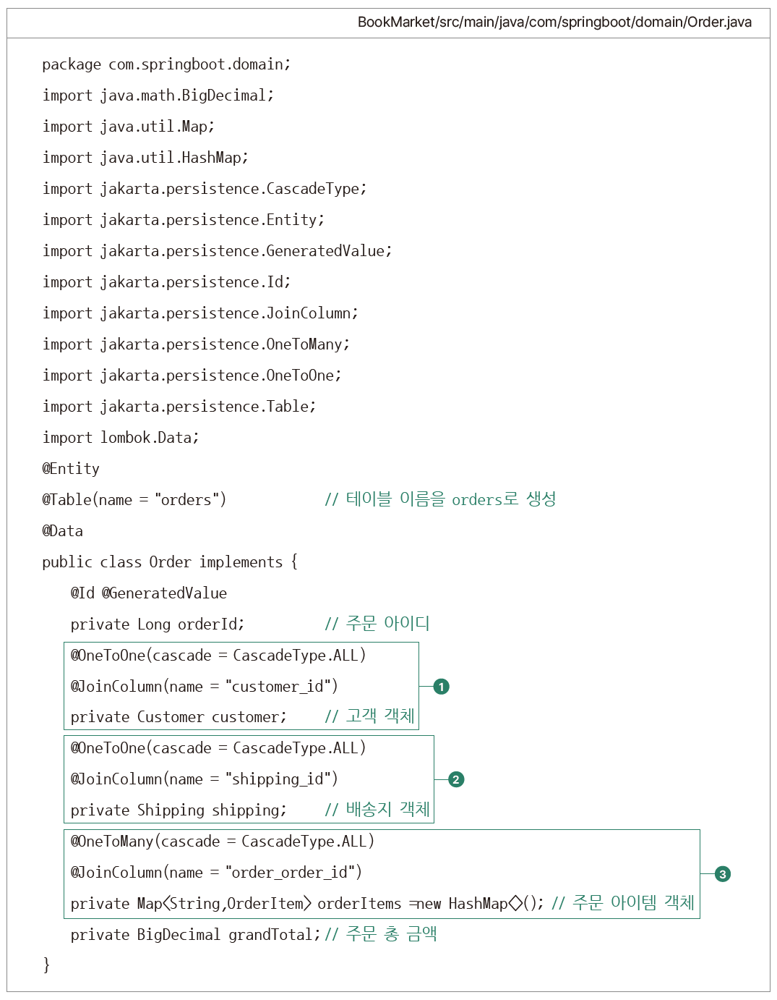 BookMarket/src/main/java/com/springboot/domain/Order.java
package com.springboot.domain;
import java.math.BigDecimal;
import java.util.Map;
import java.util.HashMap;
import jakarta.persistence.CascadeType;
import jakarta.persistence.Entity;
import jakarta.persistence.GeneratedValue;
import jakarta.persistence.Id;
import jakarta.persistence.JoinColumn;
import jakarta.persistence.OneToMany;
import jakarta.persistence.OneToOne;
import jakarta.persistence.Table;
import lombok.Data;
@Entity
@Table(name = "orders") // 테이블 이름을 orders로 생성
@Data
public class Order implements {
@Id @GeneratedValue
private Long orderId; // 주문 아이디
@OneToOne(cascade = CascadeType.ALL)
@JoinColumn(name = "customer_id") 1
private Customer customer; // 고객 객체
@OneToOne(cascade = CascadeType.ALL)
@JoinColumn(name = "shipping_id") 2
private Shipping shipping; // 배송지 객체
@OneToMany(cascade = CascadeType.ALL)
@JoinColumn(name = "order_order_id") 3
private Map<String,OrderItem> orderItems =new HashMap<>(); // 주문 아이템 객체
private BigDecimal grandTotal; // 주문 총 금액
}